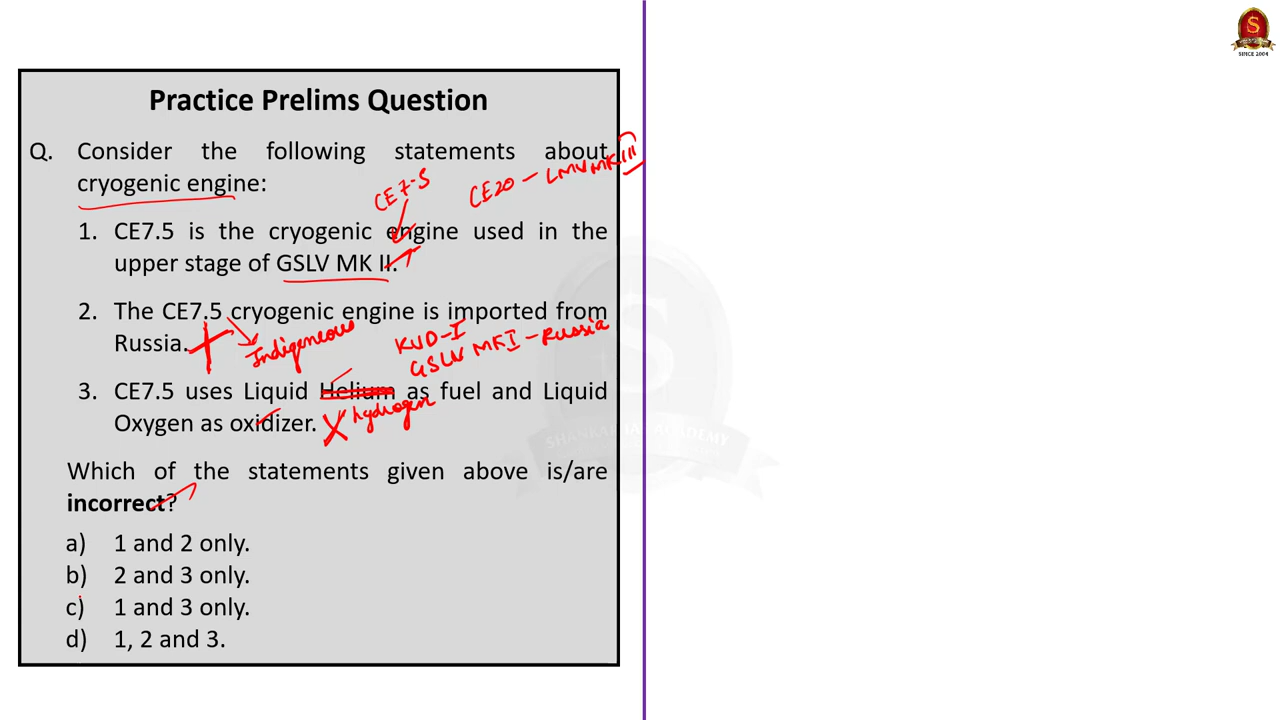 Practice Prelims Question
Q. Consider the following statements about
cryogenic engine:
CE7.5
CE20 - LMV MK III
1. CE7.5 is the cryogenic engine used in the
upper stage of GSLV MK II.
2. The CE7.5 cryogenic engine is imported from
Russia.
Indigeneous
KVD-I
GSLV MK I - Russia
3. CE7.5 uses Liquid Helium as fuel and Liquid
Oxygen as oxidizer.
hydrogen
Which of the statements given above is/are
incorrect?
a) 1 and 2 only.
b) 2 and 3 only.
c) 1 and 3 only.
d) 1, 2 and 3.
S
SINCE 2004